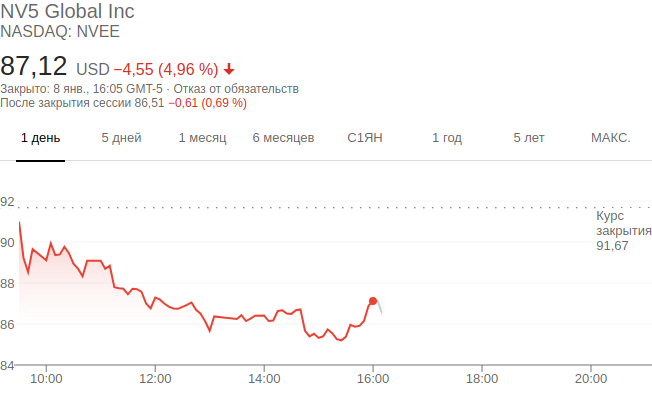 NV5 Global Inc
NASDAQ: NVEE
87,12 USD −4,55 (4,96 %)
Закрыто: 8 янв., 16:05 GMT-5 · Отказ от обязательств
После закрытия сессии 86,51 −0,61 (0,69 %)
1 день 5 дней 1 месяц 6 месяцев С1ЯН 1 год 5 лет МАКС.
92
Курс
закрытия
91,67
90
88
86
84
10:00 12:00 14:00 16:00 18:00 20:00